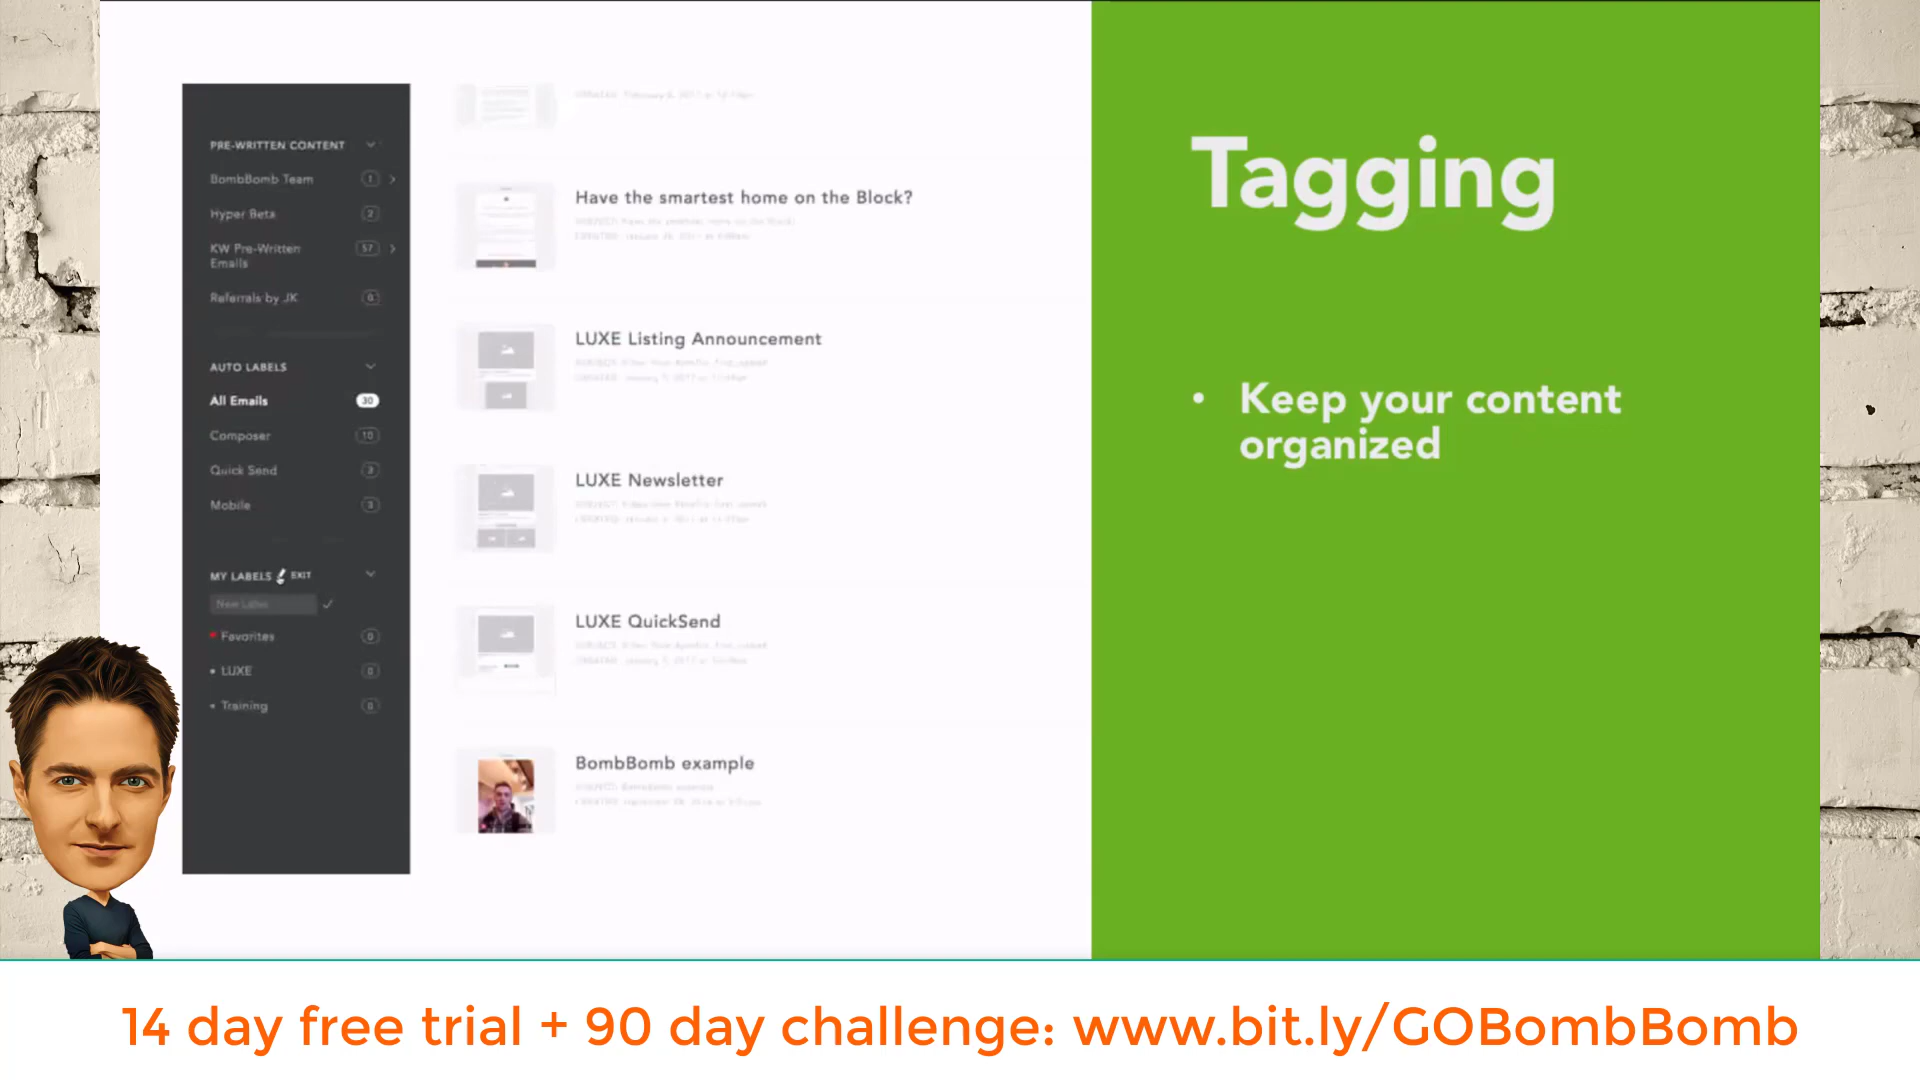 PRE-WRITTEN CONTENT
BombBomb Team 1
Hyper Beta 2
KW Pre-Written 57
Emails
Referrals by JK 6
AUTO LABELS
All Emails 30
Composer 10
Quick Send 3
Mobile 3
MY LABELS EXIT
New Label
Favorites 0
LUXE 0
Training 0
Have the smartest home on the Block?
LUXE Listing Announcement
LUXE Newsletter
LUXE QuickSend
BombBomb example
Tagging
• Keep your content
organized
14 day free trial + 90 day challenge: www.bit.ly/GOBombBomb